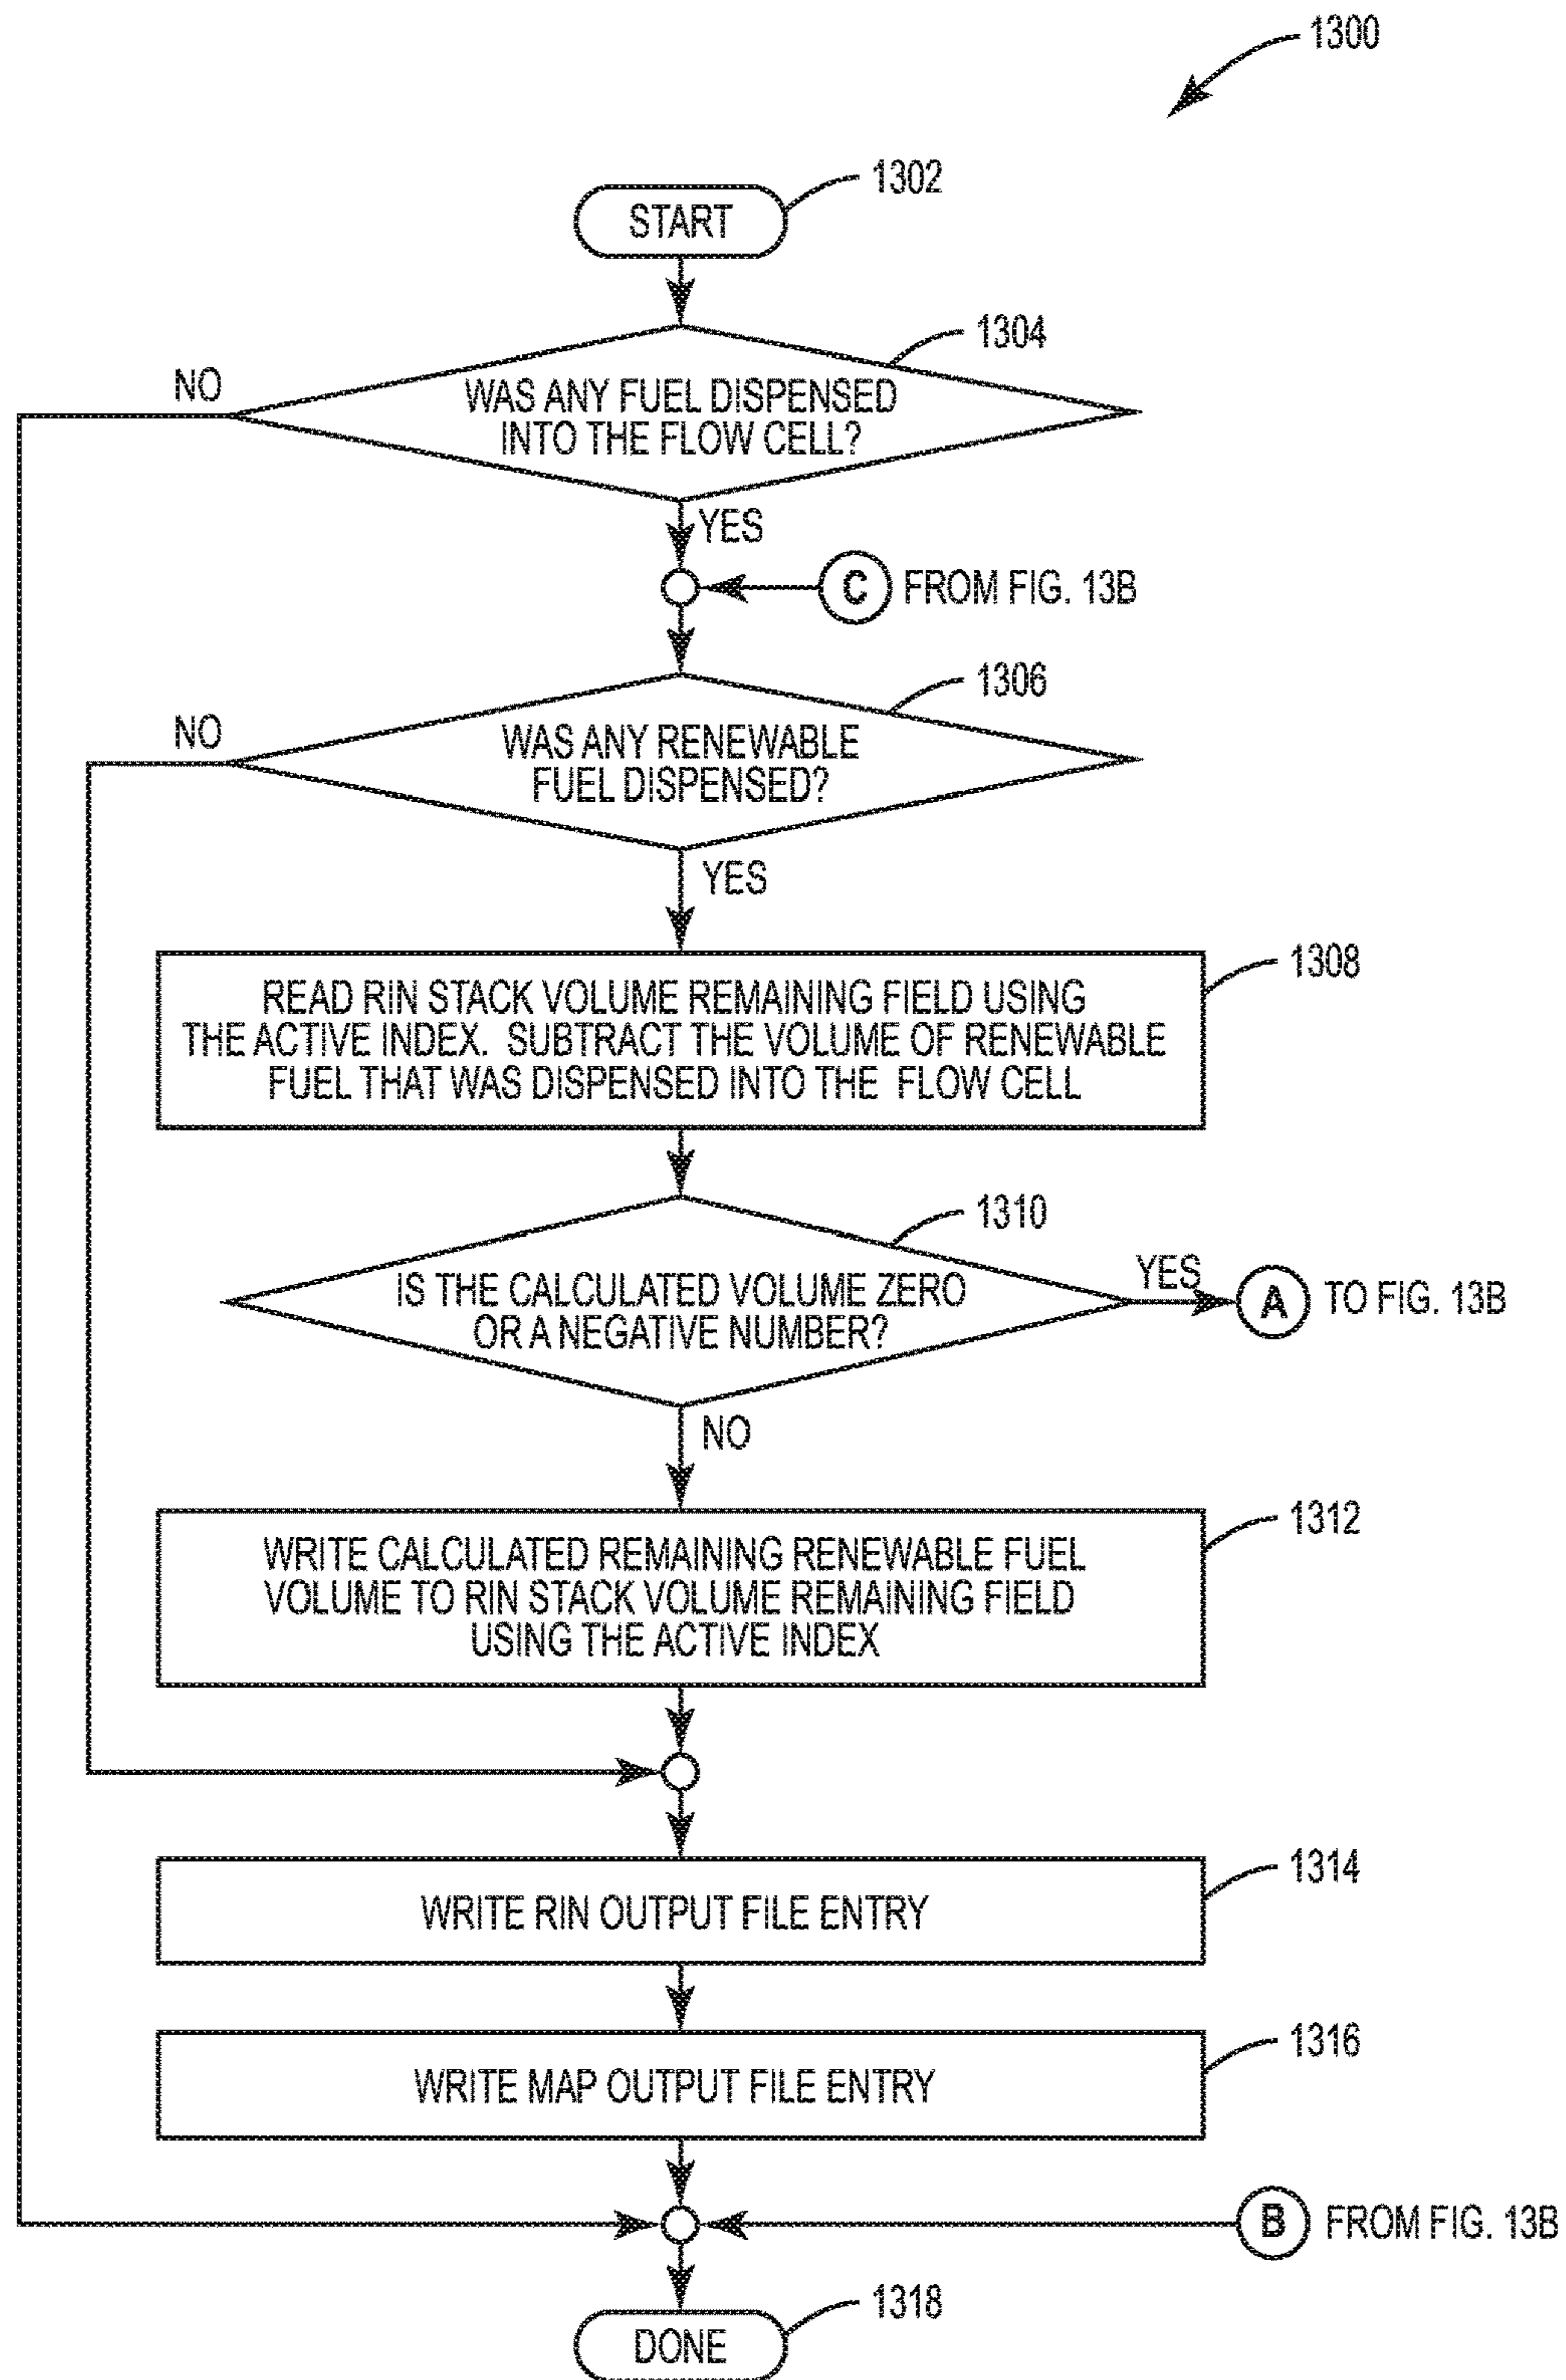 1300
1302
START
1304
NO
WAS ANY FUEL DISPENSED
INTO THE FLOW CELL?
YES
C FROM FIG. 13B
1306
NO
WAS ANY RENEWABLE
FUEL DISPENSED?
YES
1308
READ RIN STACK VOLUME REMAINING FIELD USING
THE ACTIVE INDEX. SUBTRACT THE VOLUME OF RENEWABLE
FUEL THAT WAS DISPENSED INTO THE FLOW CELL
1310
IS THE CALCULATED VOLUME ZERO
OR A NEGATIVE NUMBER?
YES
A TO FIG. 13B
NO
1312
WRITE CALCULATED REMAINING RENEWABLE FUEL
VOLUME TO RIN STACK VOLUME REMAINING FIELD
USING THE ACTIVE INDEX
1314
WRITE RIN OUTPUT FILE ENTRY
1316
WRITE MAP OUTPUT FILE ENTRY
B FROM FIG. 13B
1318
DONE